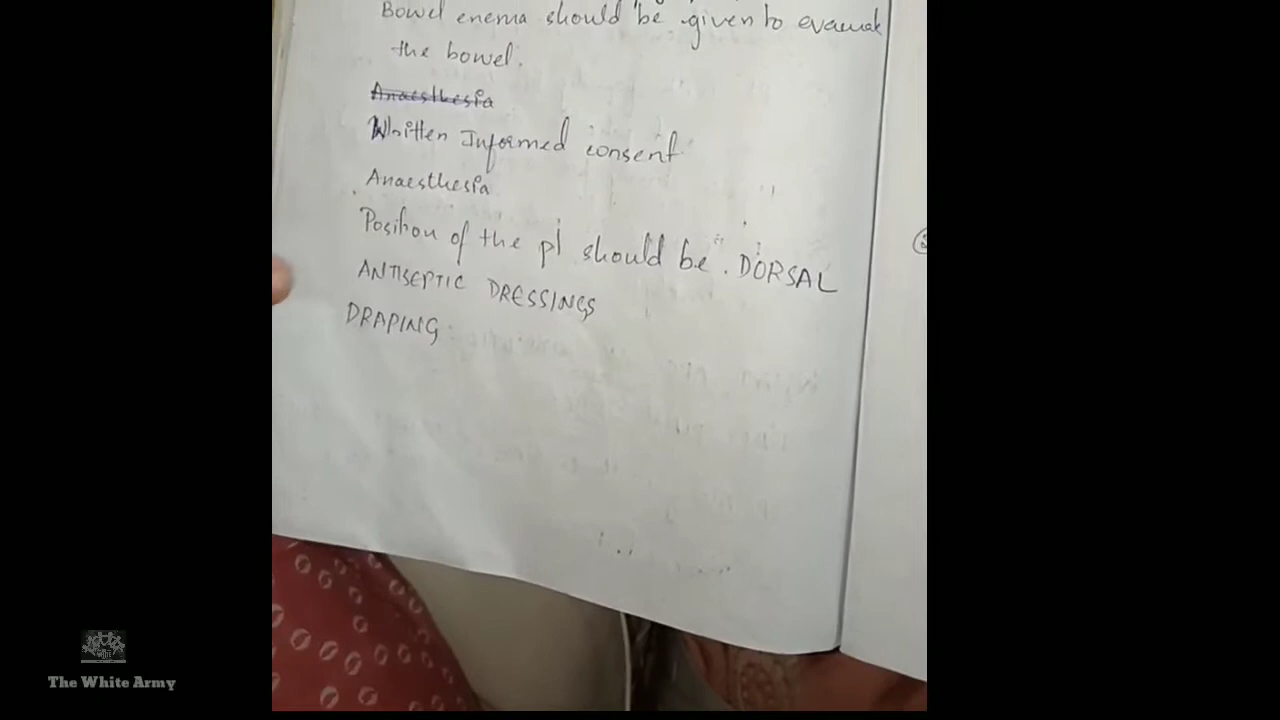 Bowel enema should be given to evacuate
the bowel.
Anaesthesia
Written Informed consent
Anaesthesia
Position of the pt should be DORSAL
ANTISEPTIC DRESSINGS
DRAPING
The White Army